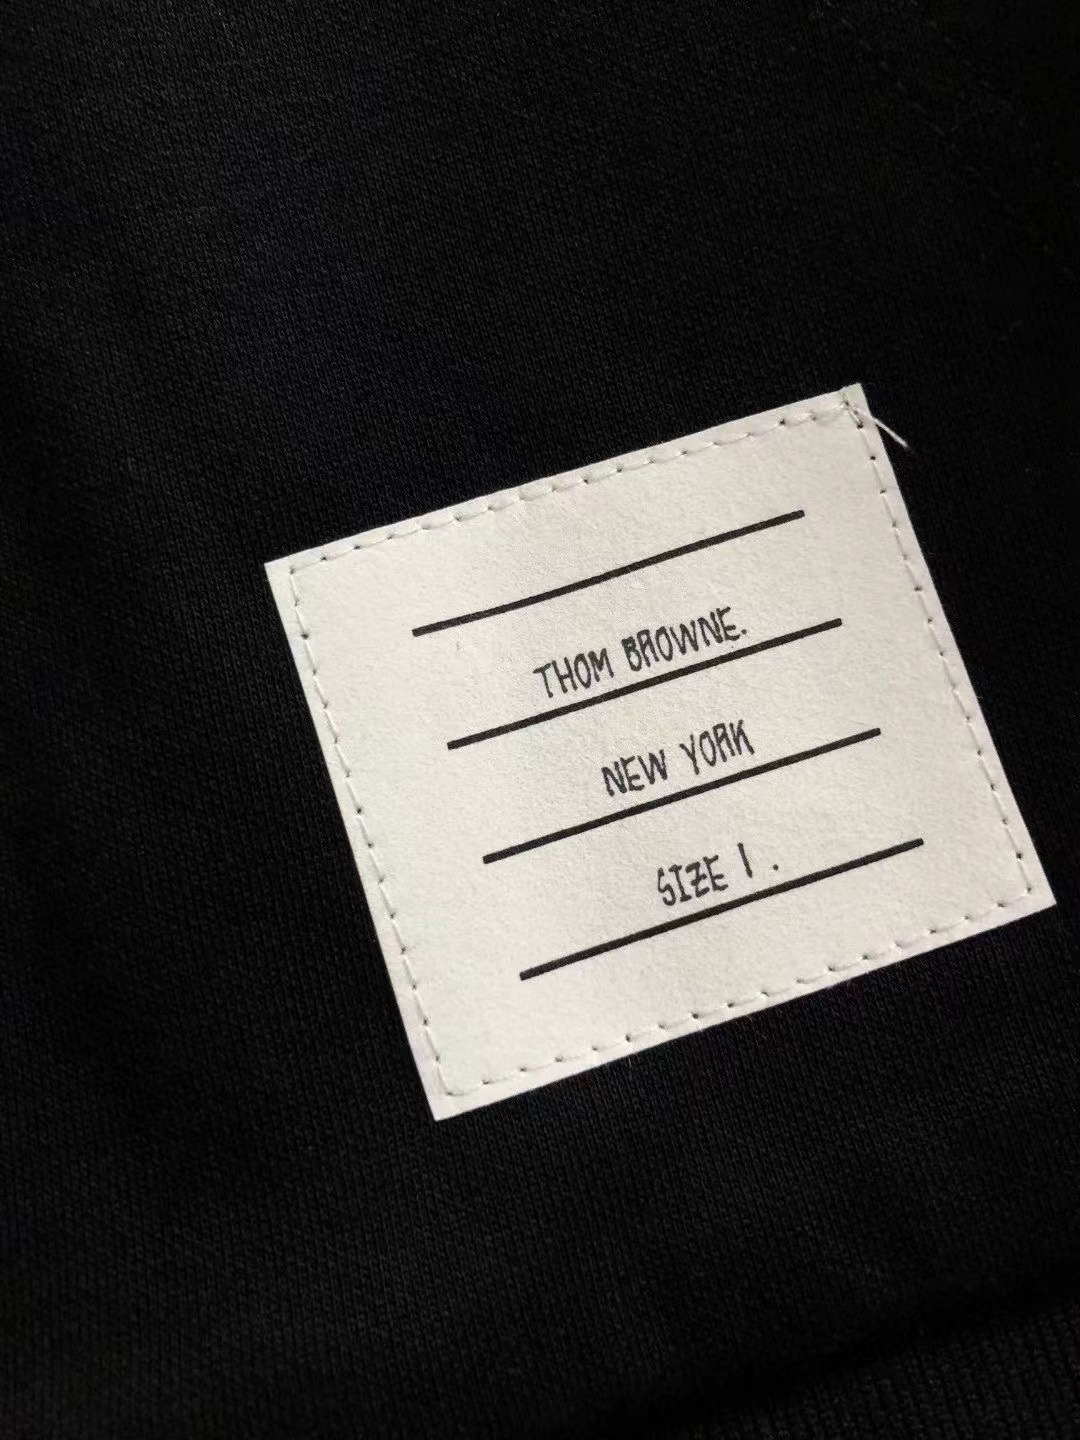 THOM BROWNE.
NEW YORK
SIZE 1 .